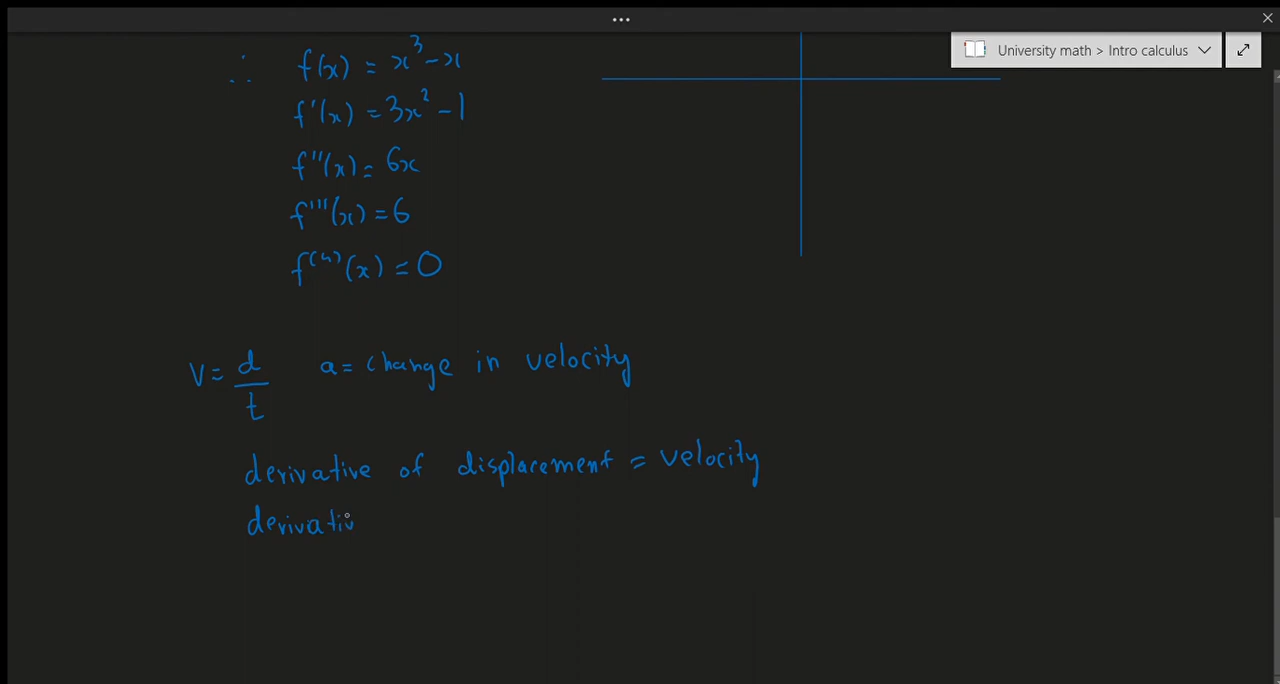 University math > Intro calculus
∴ f(x) = x³ - x
f'(x) = 3x² - 1
f''(x) = 6x
f'''(x) = 6
f⁽⁴⁾(x) = 0
V = d/t a = change in velocity
derivative of displacement = velocity
derivativ